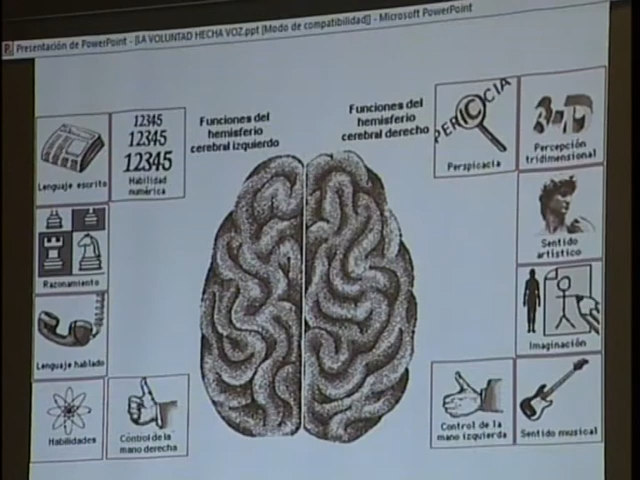 Presentación de PowerPoint - [LA VOLUNTAD HECHA VOZ.ppt [Modo de compatibilidad]] - Microsoft PowerPoint
Funciones del
hemisferio
cerebral izquierdo
Funciones del
hemisferio
cerebral derecho
Lenguaje escrito
12345
12345
12345
Habilidad
numérica
Razonamiento
Lenguaje hablado
Habilidades
Control de la
mano derecha
PERSPICACIA
Perspicacia
3-D
Percepción
tridimensional
Sentido
artístico
Imaginación
Control de la
mano izquierda
Sentido musical